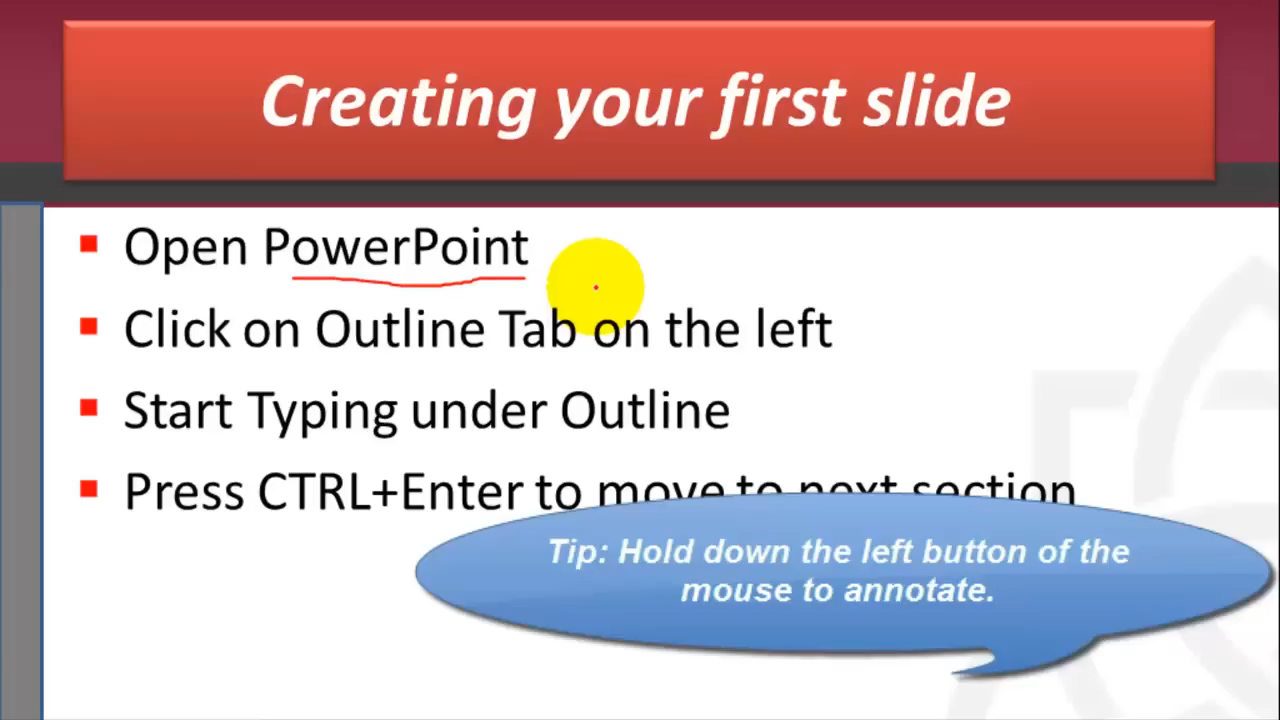 Creating your first slide
Open PowerPoint
Click on Outline Tab on the left
Start Typing under Outline
Press CTRL+Enter to move to next section
Tip: Hold down the left button of the
mouse to annotate.